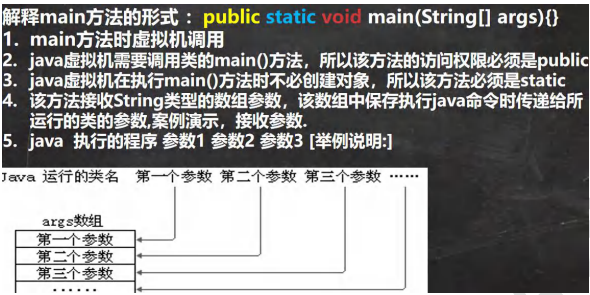 解释main方法的形式：public static void main(String[] args){}
1. main方法时虚拟机调用
2. java虚拟机需要调用类的main()方法，所以该方法的访问权限必须是public
3. java虚拟机在执行main()方法时不必创建对象，所以该方法必须是static
4. 该方法接收String类型的数组参数，该数组中保存执行java命令时传递给所
运行的类的参数,案例演示，接收参数.
5. java 执行的程序 参数1 参数2 参数3 [举例说明:]
Java 运行的类名 第一个参数 第二个参数 第三个参数 ……
args数组
第一个参数
第二个参数
第三个参数
……